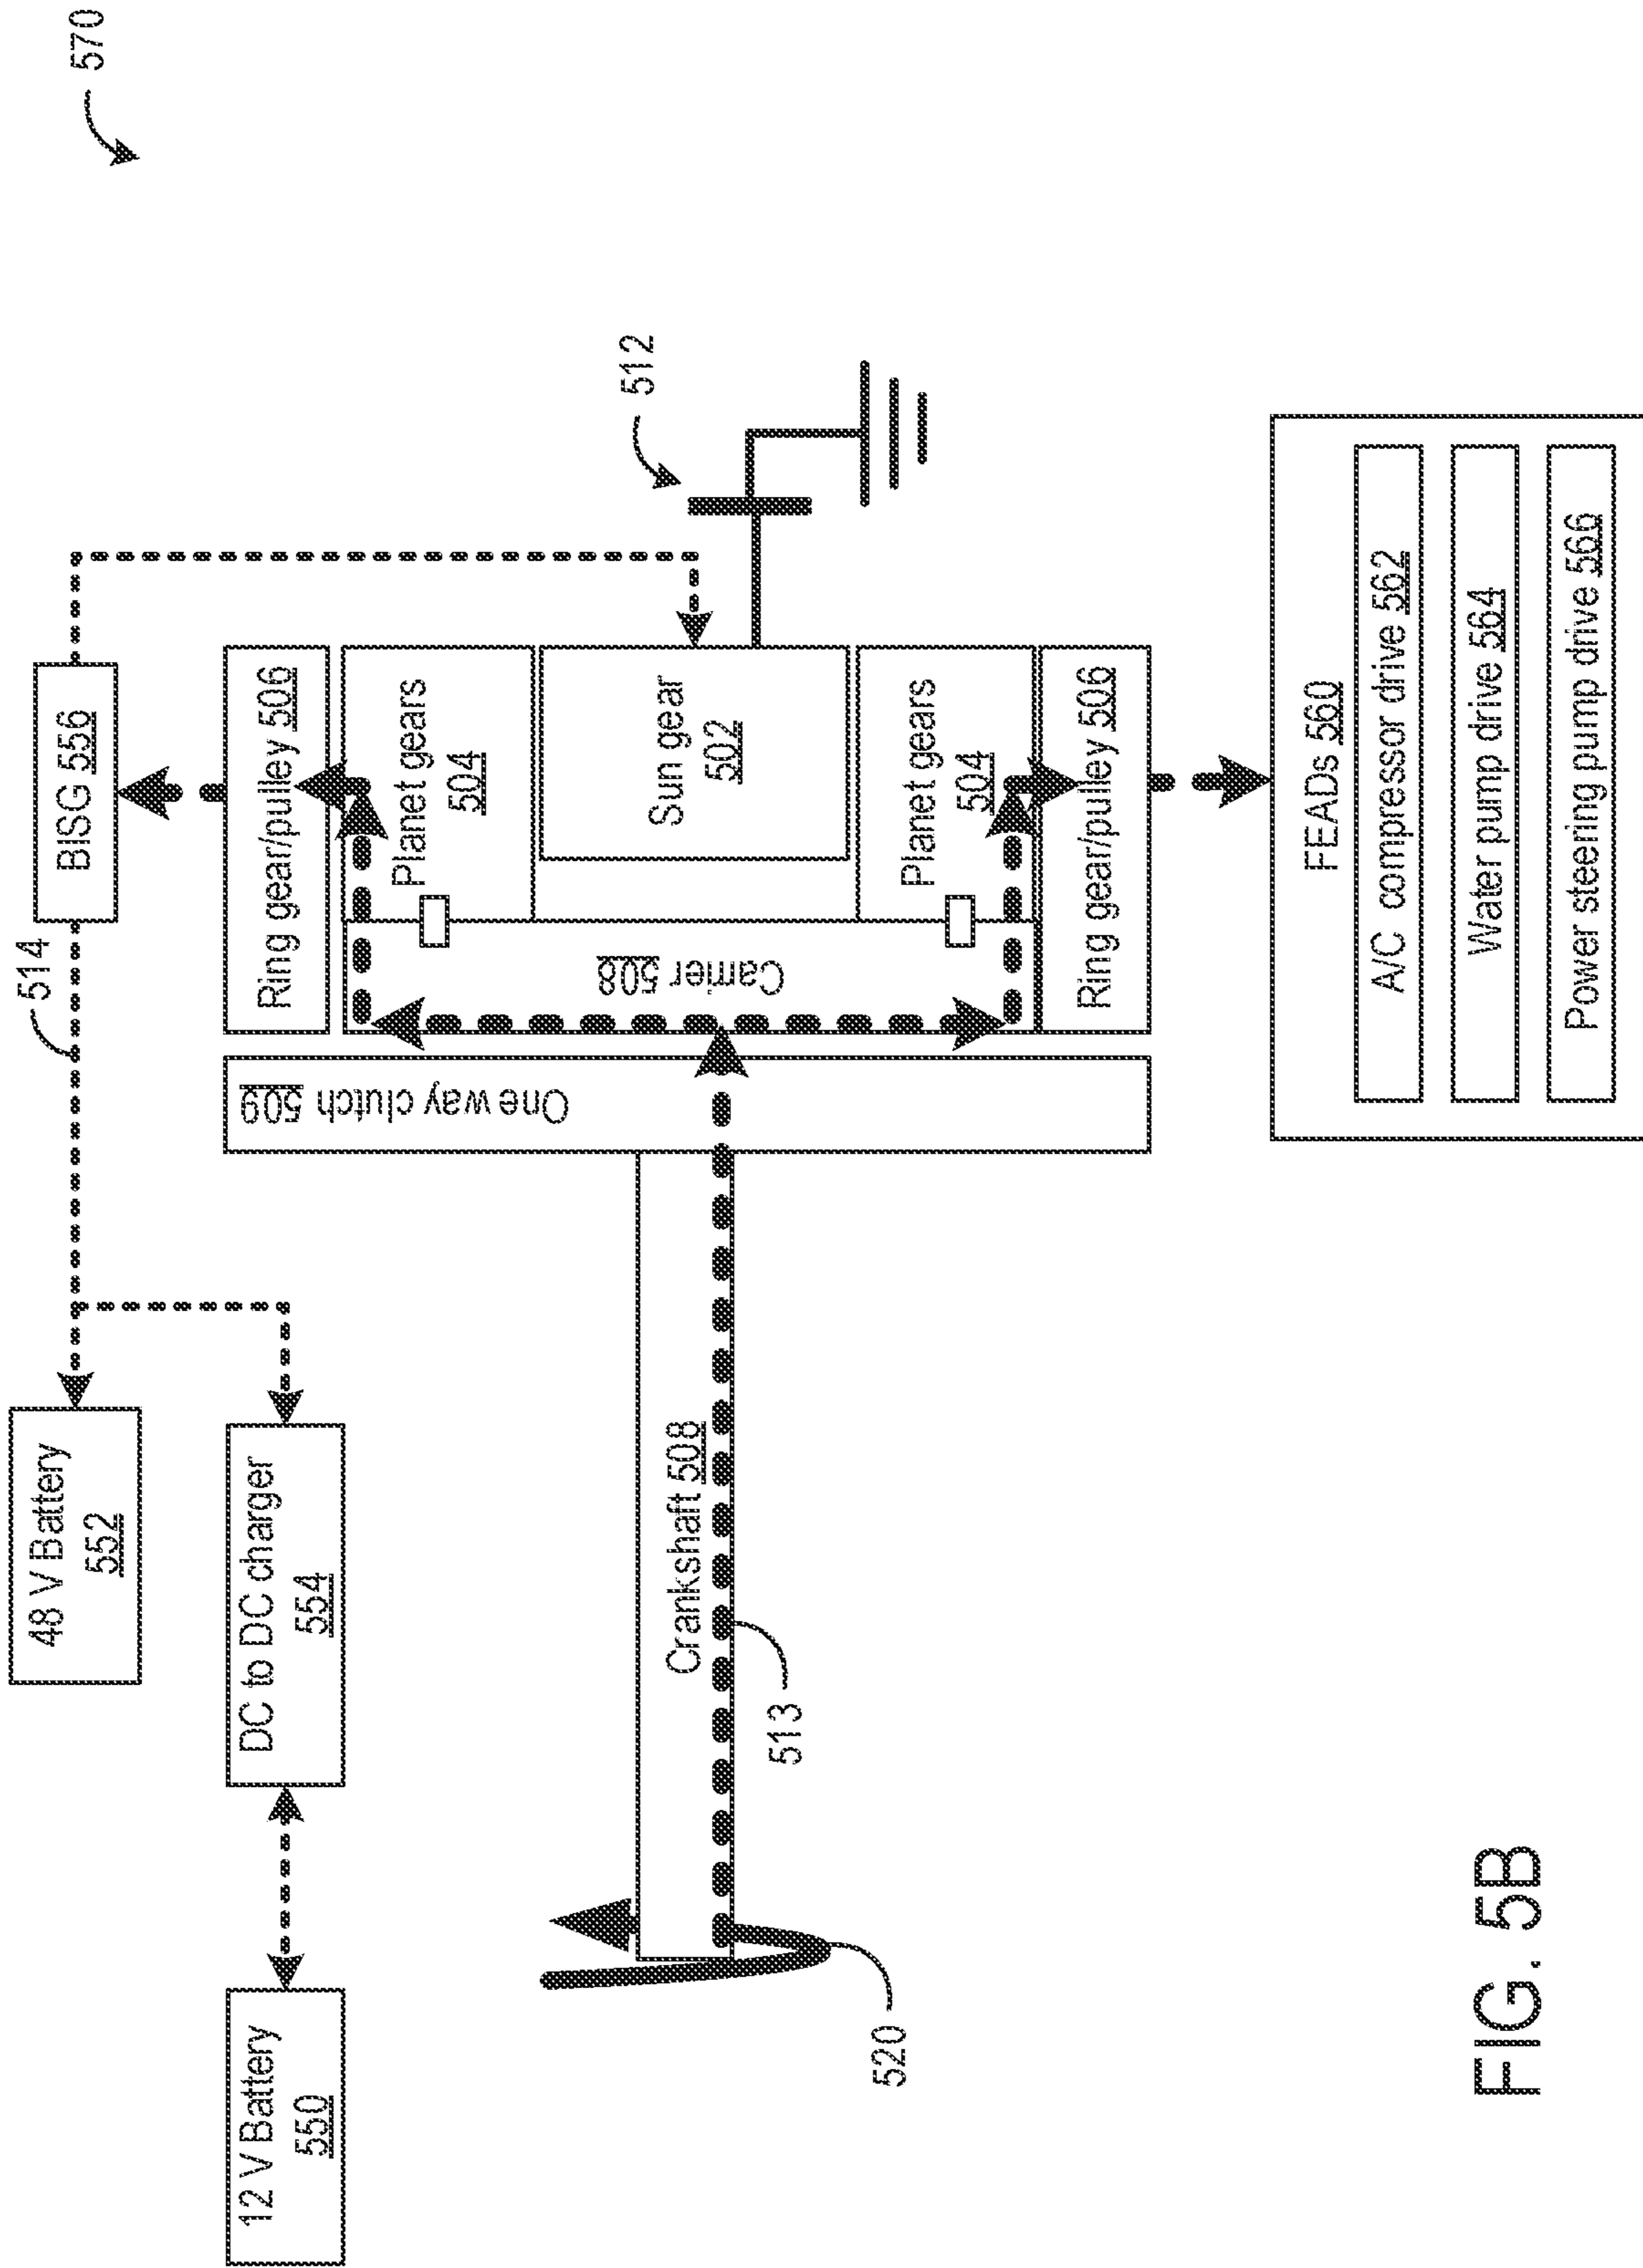 570
48 V Battery
552
514
BISG 556
12 V Battery
550
DC to DC charger
554
Ring gear/pulley 506
Planet gears
504
One way clutch 509
Carrier 508
Sun gear
502
512
Crankshaft 508
513
520
Planet gears
504
Ring gear/pulley 506
FEADs 560
A/C compressor drive 562
Water pump drive 564
Power steering pump drive 566
FIG. 5B